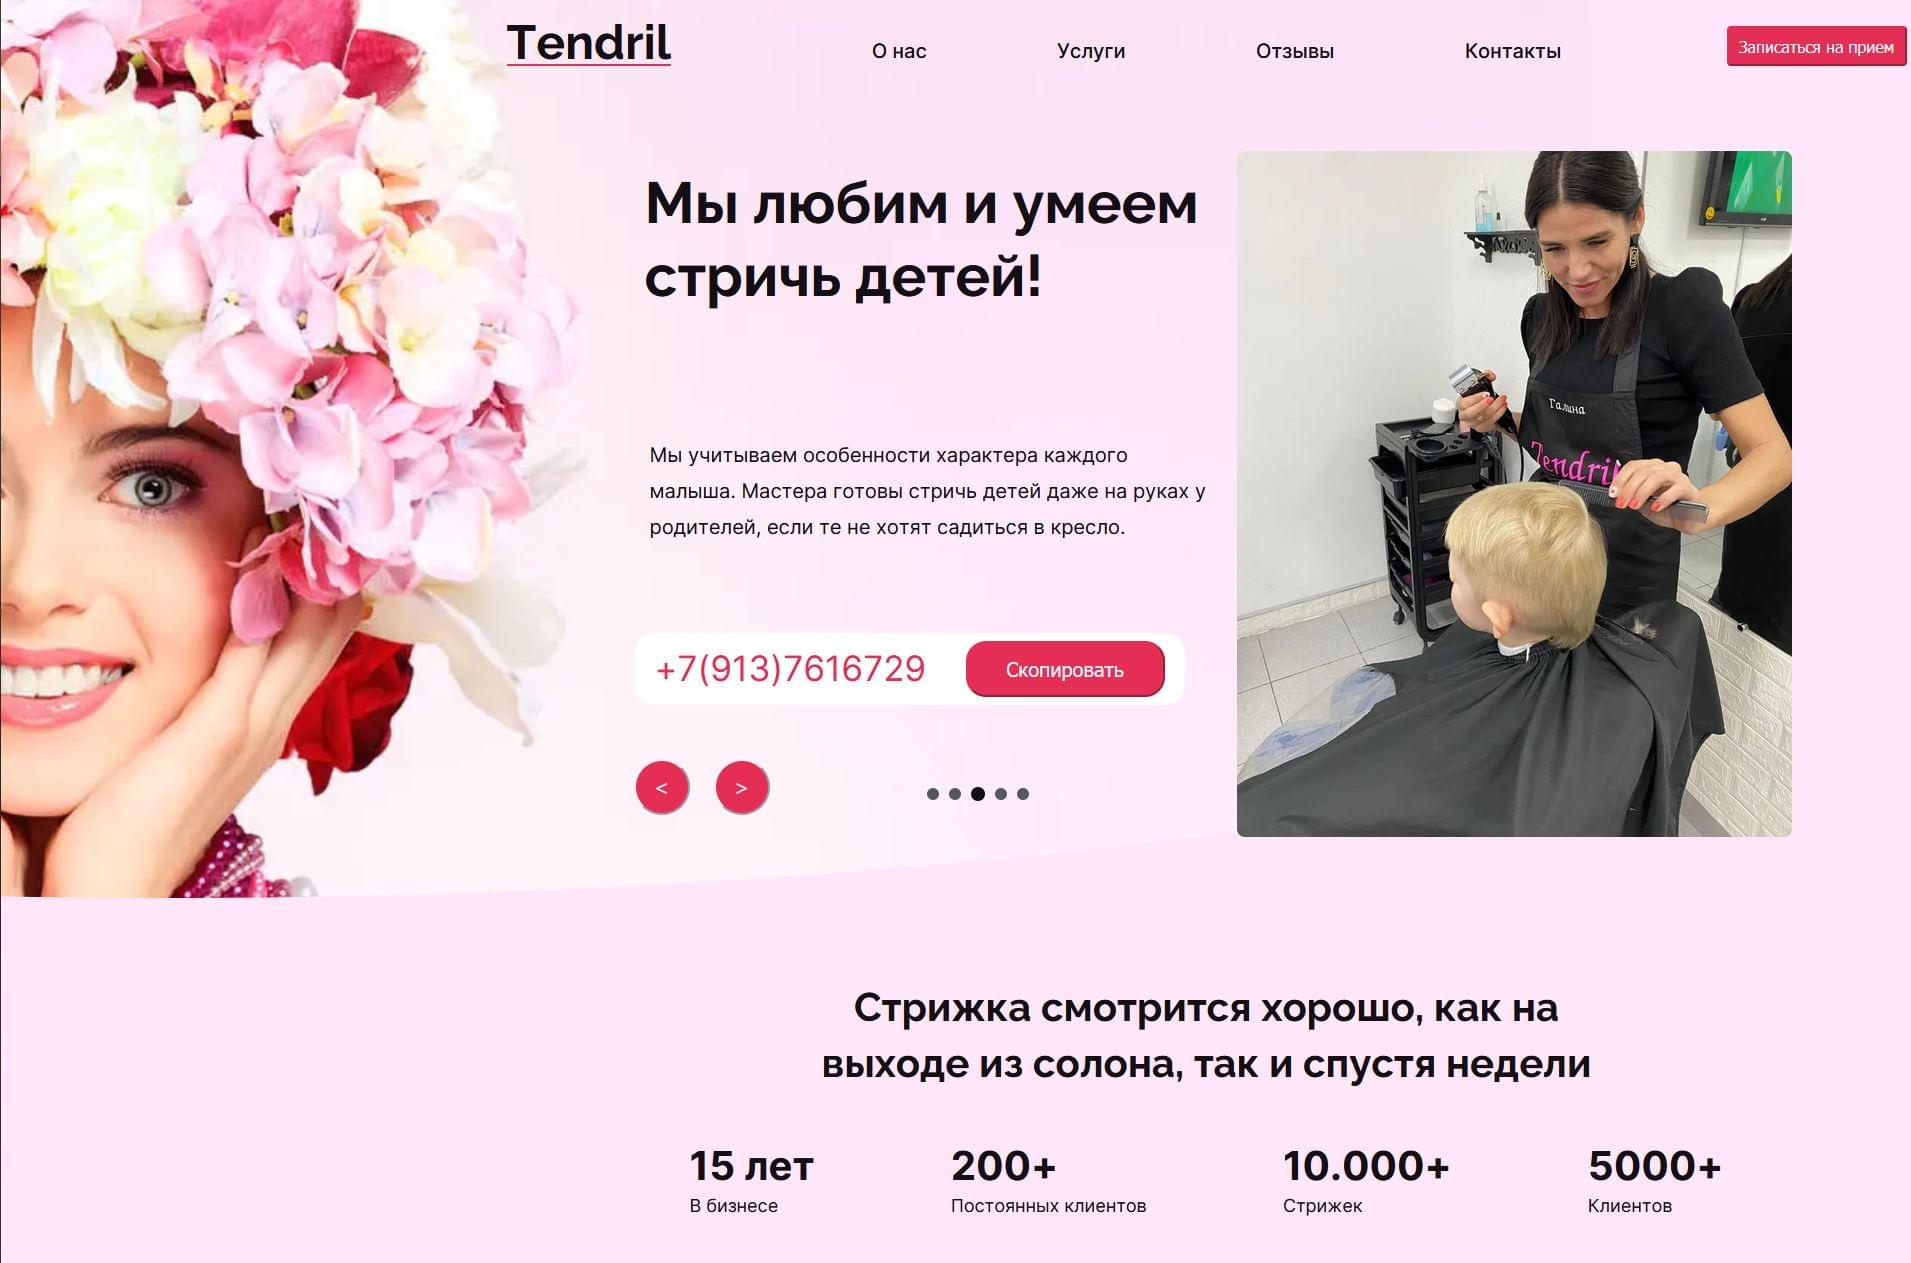 Tendril
О нас
Услуги
Отзывы
Контакты
Записаться на прием
Мы любим и умеем
стричь детей!
Мы учитываем особенности характера каждого
малыша. Мастера готовы стричь детей даже на руках у
родителей, если те не хотят садиться в кресло.
+7(913)7616729
Скопировать
<
>
Галина
Tendril
Стрижка смотрится хорошо, как на
выходе из солона, так и спустя недели
15 лет
В бизнесе
200+
Постоянных клиентов
10.000+
Стрижек
5000+
Клиентов